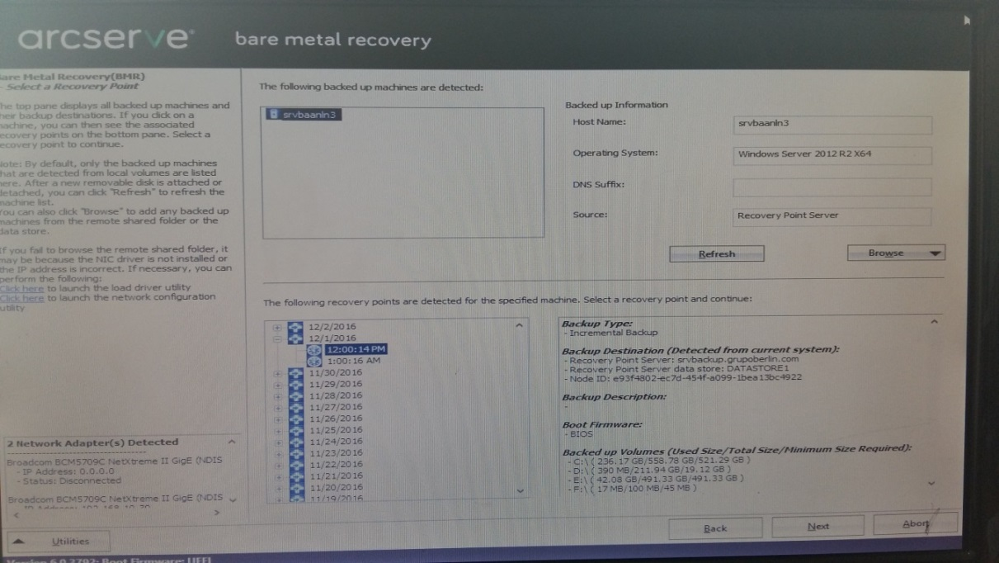 arcserve bare metal recovery
are Metal Recovery(BMR)
- Select a Recovery Point
he top pane displays all backed up machines and
heir backup destinations. If you click on a
machine, you can then see the associated
ecovery points on the bottom pane. Select a
ecovery point to continue.
lote: By default, only the backed up machines
hat are detected from local volumes are listed
here. After a new removable disk is attached or
detached, you can click "Refresh" to refresh the
machine list.
You can also click "Browse" to add any backed up
machines from the remote shared folder or the
data store.
If you fail to browse the remote shared folder, it
may be because the NIC driver is not installed or
the IP address is incorrect. If necessary, you can
perform the following:
Click here to launch the load driver utility
Click here to launch the network configuration
utility
2 Network Adapter(s) Detected
Broadcom BCM5709C NetXtreme II GigE (NDIS
- IP Address: 0.0.0.0
- Status: Disconnected
Broadcom BCM5709C NetXtreme II GigE (NDIS
Utilities
The following backed up machines are detected:
srvbaanln3
Backed up Information
Host Name: srvbaanln3
Operating System: Windows Server 2012 R2 X64
DNS Suffix:
Source: Recovery Point Server
Refresh
Browse
The following recovery points are detected for the specified machine. Select a recovery point and continue:
12/2/2016
12/1/2016
12:00:14 PM
1:00:16 AM
11/30/2016
11/29/2016
11/28/2016
11/27/2016
11/26/2016
11/25/2016
11/24/2016
11/23/2016
11/22/2016
11/21/2016
11/20/2016
11/19/2016
Backup Type:
- Incremental Backup
Backup Destination (Detected from current system):
- Recovery Point Server: srvbackup.grupoberlin.com
- Recovery Point Server data store: DATASTORE1
- Node ID: e93f4802-ec7d-454f-a099-1bea13bc4922
Backup Description:
-
Boot Firmware:
- BIOS
Backed up Volumes (Used Size/Total Size/Minimum Size Required):
- C:\ ( 236.17 GB/558.78 GB/521.29 GB )
- D:\ ( 390 MB/211.94 GB/19.12 GB )
- E:\ ( 42.08 GB/491.33 GB/491.33 GB )
- F:\ ( 17 MB/100 MB/45 MB )
Back
Next
Abort
Version 6.0.3792: Boot Firmware: UEFI